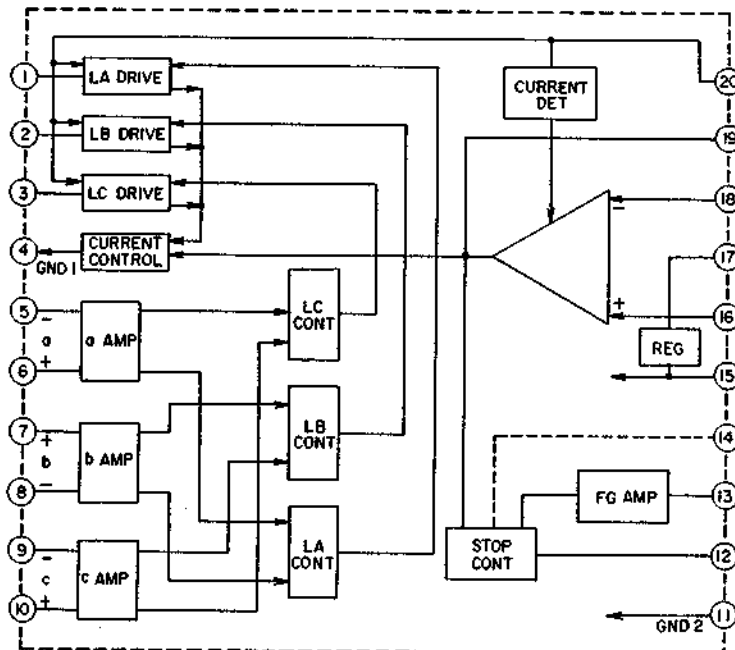 1
LA DRIVE
2
LB DRIVE
3
LC DRIVE
4
GND 1
CURRENT
CONTROL
CURRENT
DET
20
19
18
−
17
16
+
REG
15
14
5
−
a
6
+
a AMP
LC
CONT
7
+
b
8
−
b AMP
LB
CONT
9
−
c
10
+
c AMP
LA
CONT
FG AMP
13
STOP
CONT
12
11
GND 2